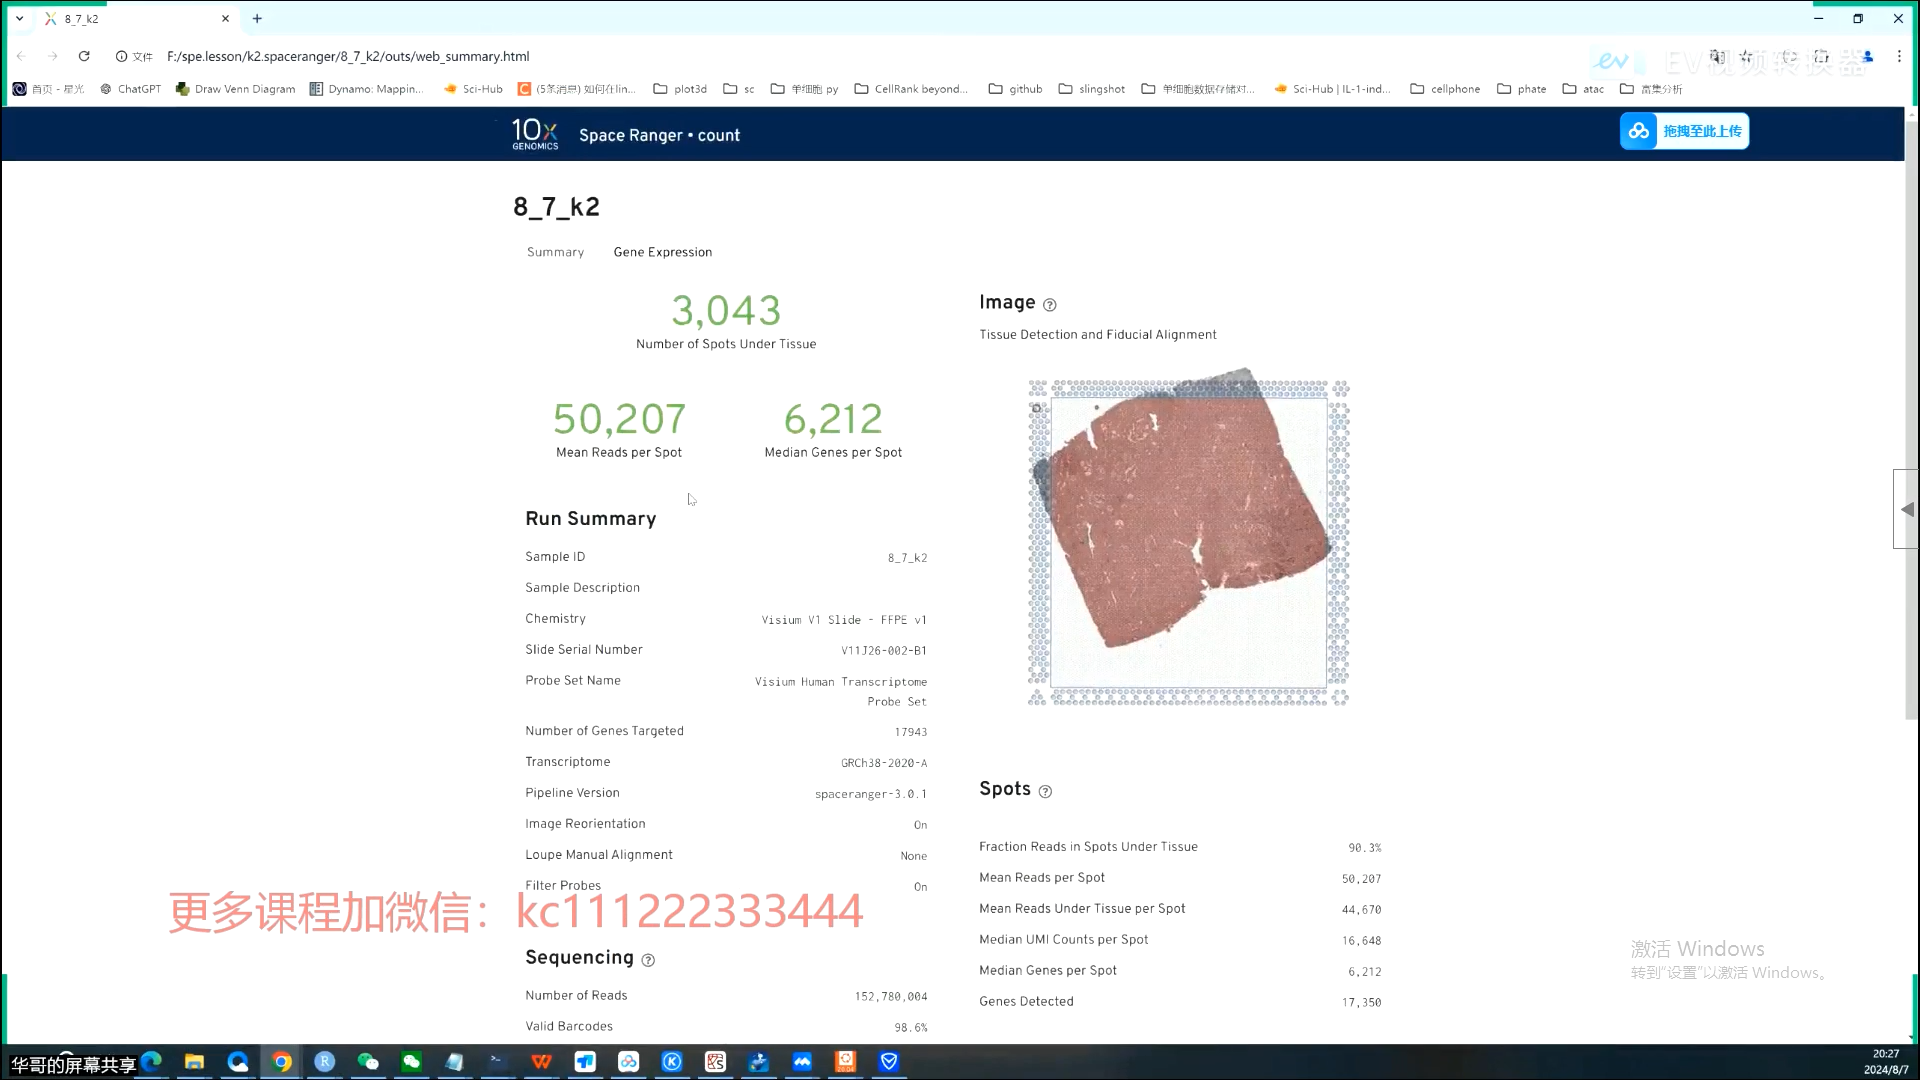 8_7_k2
文件
F:/spe.lesson/k2.spaceranger/8_7_k2/outs/web_summary.html
ev
EV视频转换器
首页 - 星光
ChatGPT
Draw Venn Diagram
Dynamo: Mappin...
Sci-Hub
(5条消息) 如何在lin...
plot3d
sc
单细胞 py
CellRank beyond...
github
slingshot
单细胞数据存储对...
Sci-Hub | IL-1-ind...
cellphone
phate
atac
富集分析
10x
GENOMICS
Space Ranger • count
拖拽至此上传
8_7_k2
Summary
Gene Expression
3,043
Number of Spots Under Tissue
50,207
Mean Reads per Spot
6,212
Median Genes per Spot
Run Summary
Sample ID 8_7_k2
Sample Description
Chemistry Visium V1 Slide - FFPE v1
Slide Serial Number V11J26-002-B1
Probe Set Name Visium Human Transcriptome
Probe Set
Number of Genes Targeted 17943
Transcriptome GRCh38-2020-A
Pipeline Version spaceranger-3.0.1
Image Reorientation On
Loupe Manual Alignment None
Filter Probes On
更多课程加微信：kc111222333444
Sequencing
Number of Reads 152,780,004
Valid Barcodes 98.6%
Image
Tissue Detection and Fiducial Alignment
Spots
Fraction Reads in Spots Under Tissue 90.3%
Mean Reads per Spot 50,207
Mean Reads Under Tissue per Spot 44,670
Median UMI Counts per Spot 16,648
Median Genes per Spot 6,212
Genes Detected 17,350
激活 Windows
转到"设置"以激活 Windows。
华哥的屏幕共享
20:27
2024/8/7